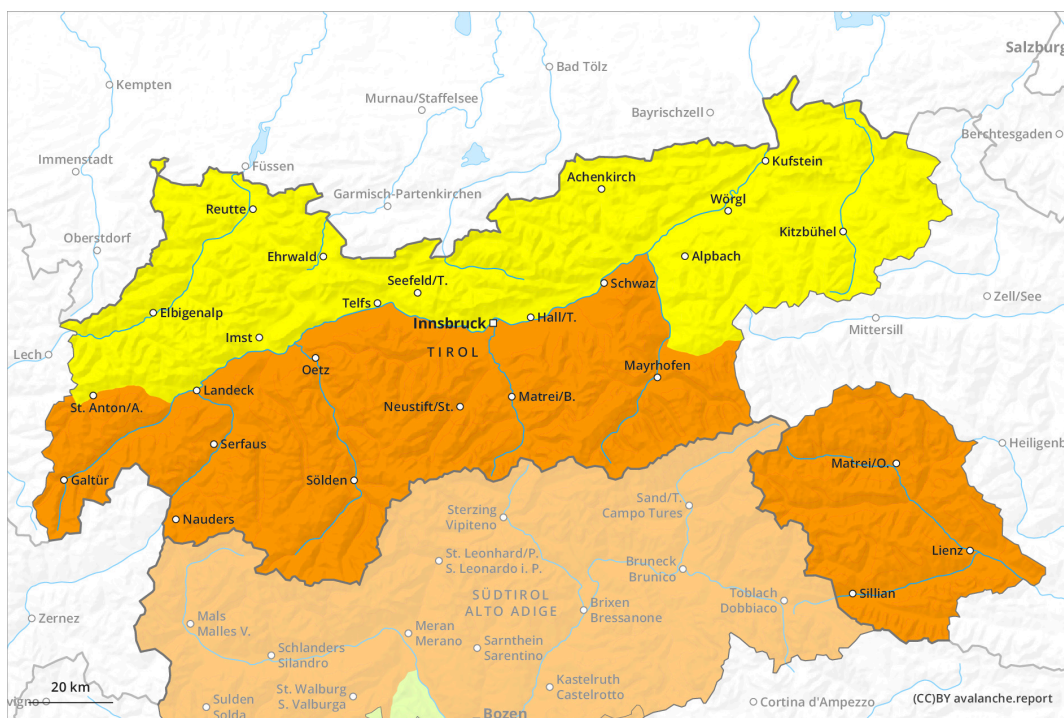 Salzburg
Bad Tölz
Kempten
Murnau/Staffelsee
Bayrischzell
Berchtesgaden
Immenstadt
Füssen
Kufstein
Achenkirch
Garmisch-Partenkirchen
Wörgl
Reutte
Kitzbühel
Oberstdorf
Ehrwald
Alpbach
Seefeld/T.
Schwaz
Zell/See
Telfs
Elbigenalp
Hall/T.
Innsbruck
Mittersill
Imst
Lech
TIROL
Oetz
Mayrhofen
Landeck
Matrei/B.
St. Anton/A.
Neustift/St.
Serfaus
Heiligenb
Matrei/O.
Galtür
Sölden
Sand/T.
Campo Tures
Sterzing
Vipiteno
Nauders
Lienz
St. Leonhard/P.
S. Leonardo i. P.
Bruneck
Brunico
SÜDTIROL
ALTO ADIGE
Toblach
Dobbiaco
Sillian
Brixen
Bressanone
Zernez
Mals
Malles V.
Meran
Merano
Sarnthein
Sarentino
Schlanders
Silandro
Kastelruth
Castelrotto
20 km
St. Walburg
S. Valburga
vigno
Sulden
Solda
Cortina d'Ampezzo
(CC)BY avalanche.report
Bozen